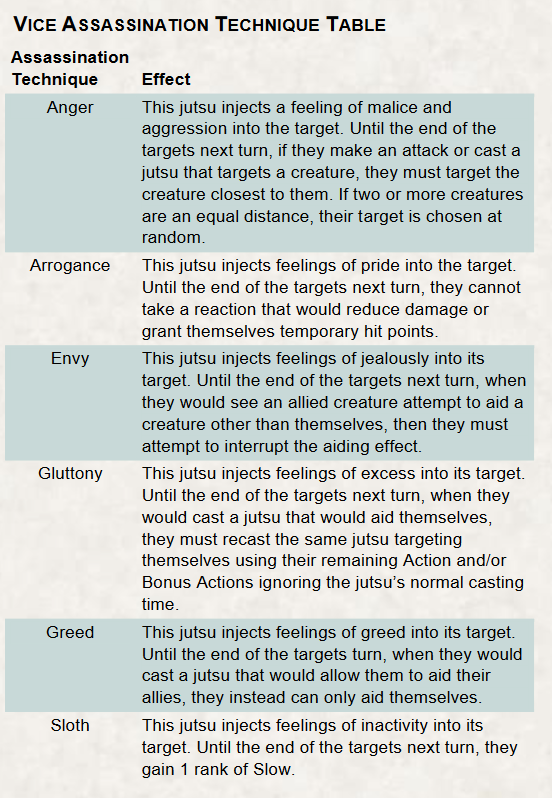 VICE ASSASSINATION TECHNIQUE TABLE
Assassination
Technique Effect
Anger This jutsu injects a feeling of malice and
aggression into the target. Until the end of the
targets next turn, if they make an attack or cast a
jutsu that targets a creature, they must target the
creature closest to them. If two or more creatures
are an equal distance, their target is chosen at
random.
Arrogance This jutsu injects feelings of pride into the target.
Until the end of the targets next turn, they cannot
take a reaction that would reduce damage or
grant themselves temporary hit points.
Envy This jutsu injects feelings of jealously into its
target. Until the end of the targets next turn, when
they would see an allied creature attempt to aid a
creature other than themselves, then they must
attempt to interrupt the aiding effect.
Gluttony This jutsu injects feelings of excess into its target.
Until the end of the targets next turn, when they
would cast a jutsu that would aid themselves,
they must recast the same jutsu targeting
themselves using their remaining Action and/or
Bonus Actions ignoring the jutsu’s normal casting
time.
Greed This jutsu injects feelings of greed into its target.
Until the end of the targets turn, when they would
cast a jutsu that would allow them to aid their
allies, they instead can only aid themselves.
Sloth This jutsu injects feelings of inactivity into its
target. Until the end of the targets next turn, they
gain 1 rank of Slow.